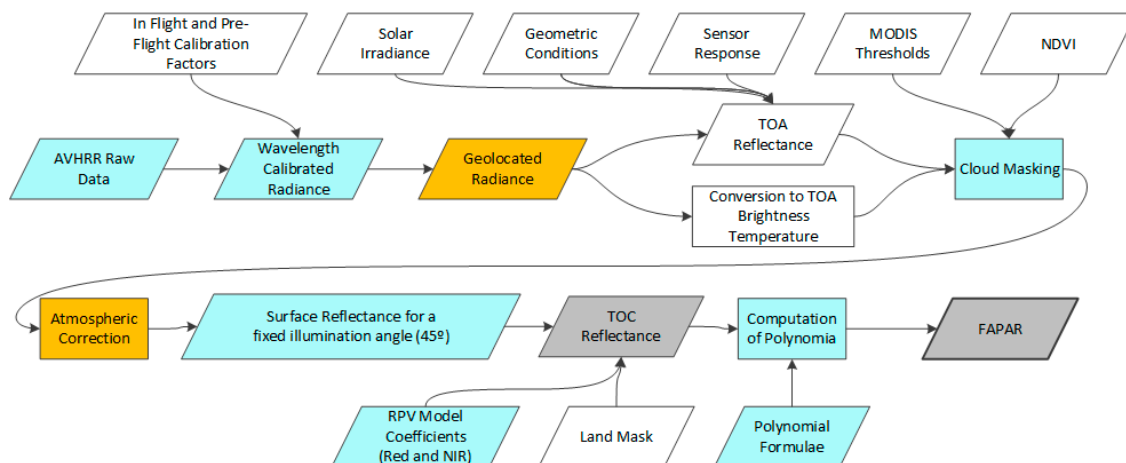 In Flight and Pre-
Flight Calibration
Factors
Solar
Irradiance
Geometric
Conditions
Sensor
Response
MODIS
Thresholds
NDVI
AVHRR Raw
Data
Wavelength
Calibrated
Radiance
Geolocated
Radiance
TOA
Reflectance
Conversion to TOA
Brightness
Temperature
Cloud Masking
Atmospheric
Correction
Surface Reflectance for a
fixed illumination angle (45º)
TOC
Reflectance
Computation
of Polynomia
FAPAR
RPV Model
Coefficients
(Red and NIR)
Land Mask
Polynomial
Formulae